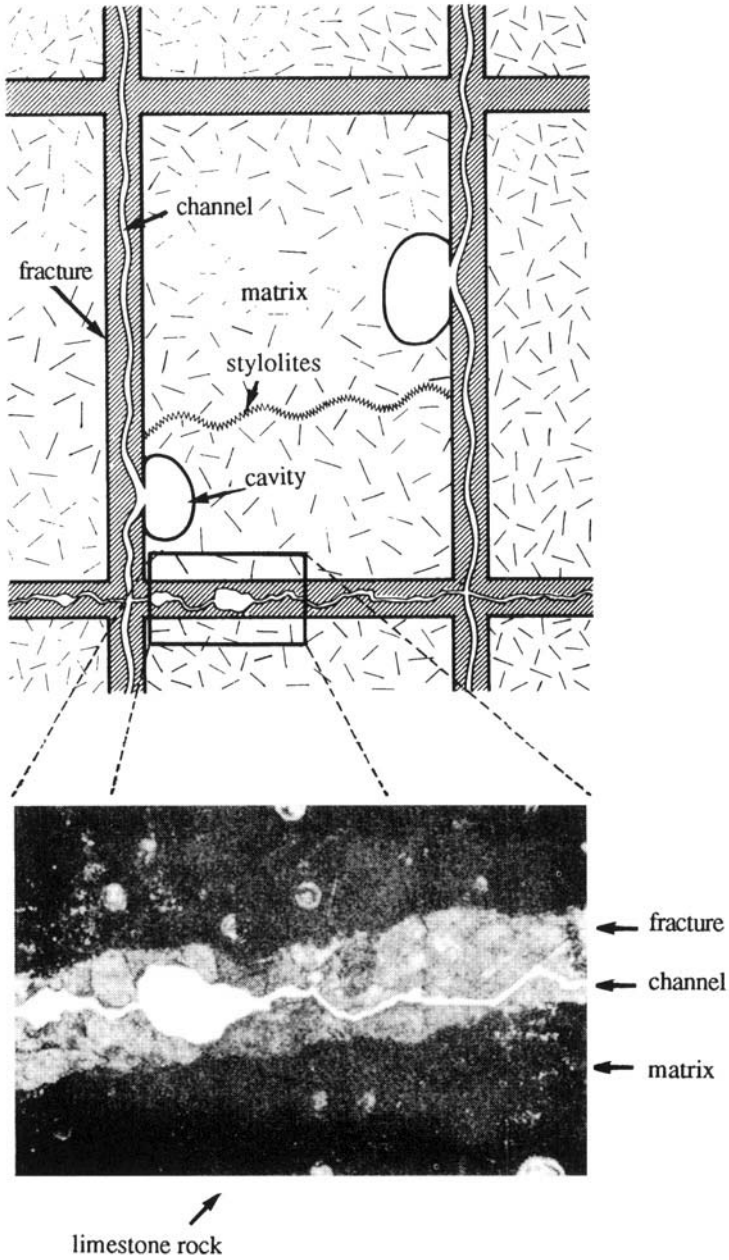 channel
fracture
matrix
stylolites
cavity
fracture
channel
matrix
limestone rock